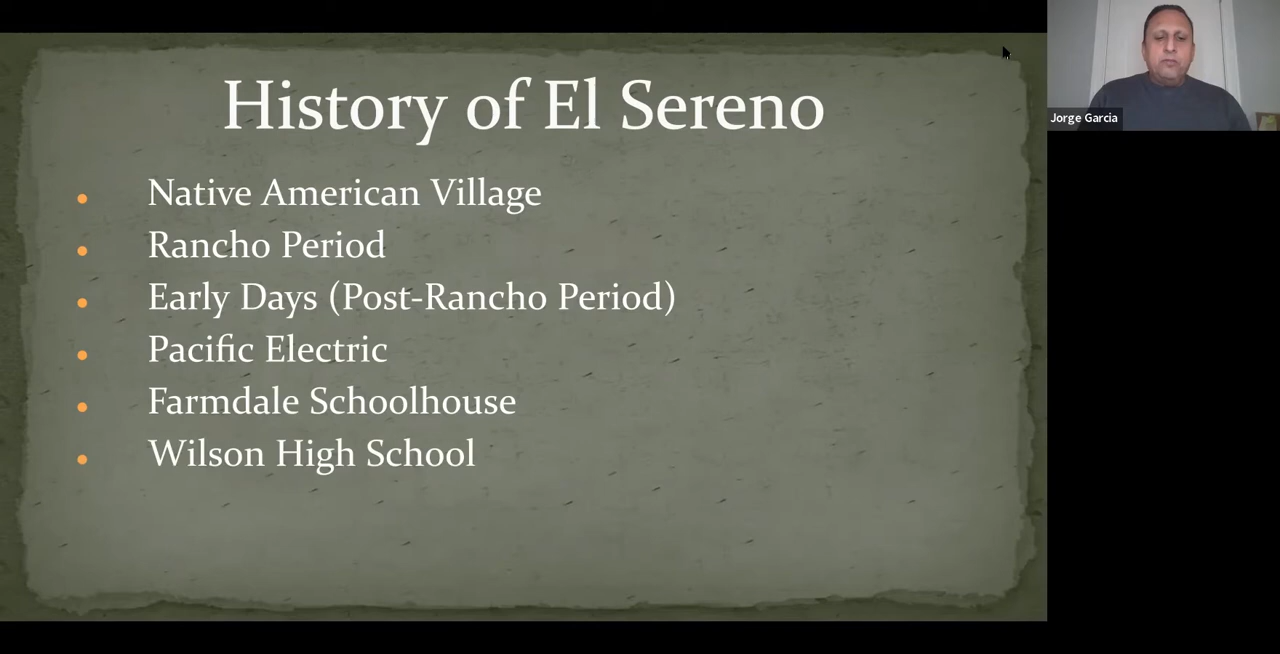 History of El Sereno
Native American Village
Rancho Period
Early Days (Post-Rancho Period)
Pacific Electric
Farmdale Schoolhouse
Wilson High School
Jorge Garcia